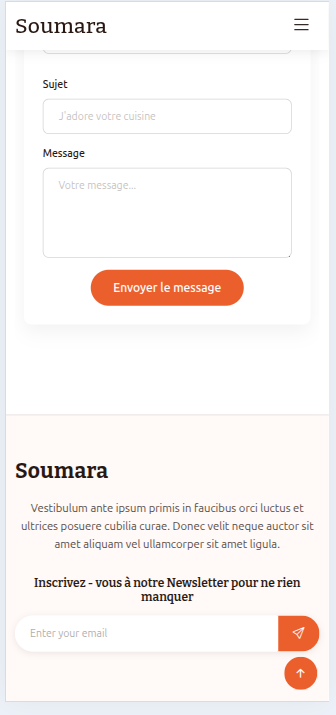 Soumara
Sujet
J'adore votre cuisine
Message
Votre message...
Envoyer le message
Soumara
Vestibulum ante ipsum primis in faucibus orci luctus et
ultrices posuere cubilia curae. Donec velit neque auctor sit
amet aliquam vel ullamcorper sit amet ligula.
Inscrivez - vous à notre Newsletter pour ne rien
manquer
Enter your email